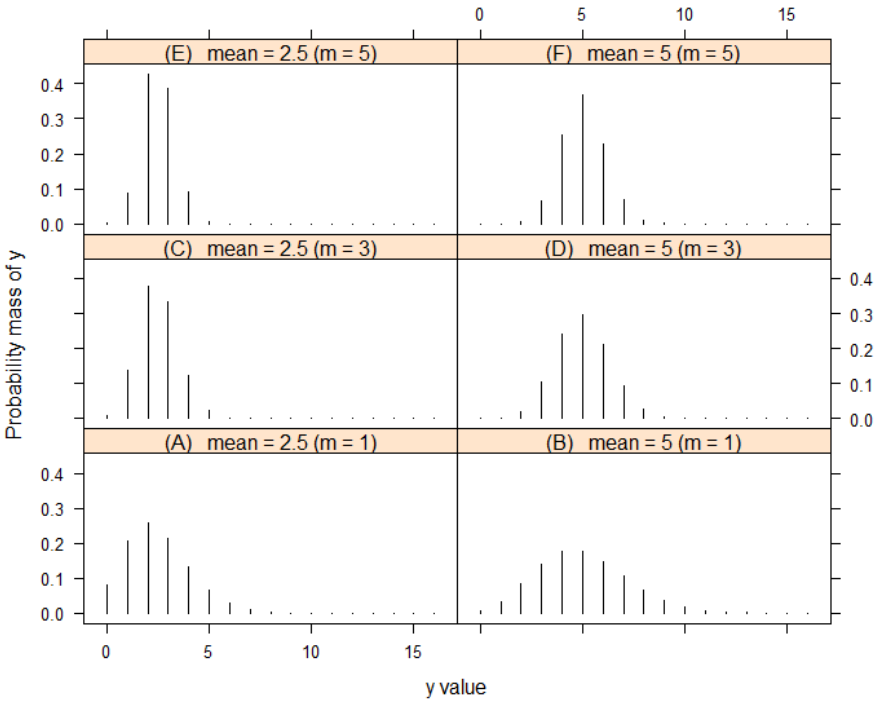 0 5 10 15
(E) mean = 2.5 (m = 5) (F) mean = 5 (m = 5)
0.4
0.3
0.2
0.1
0.0
(C) mean = 2.5 (m = 3) (D) mean = 5 (m = 3)
0.4
0.3
0.2
0.1
0.0
(A) mean = 2.5 (m = 1) (B) mean = 5 (m = 1)
0.4
0.3
0.2
0.1
0.0
0 5 10 15
Probability mass of y
y value